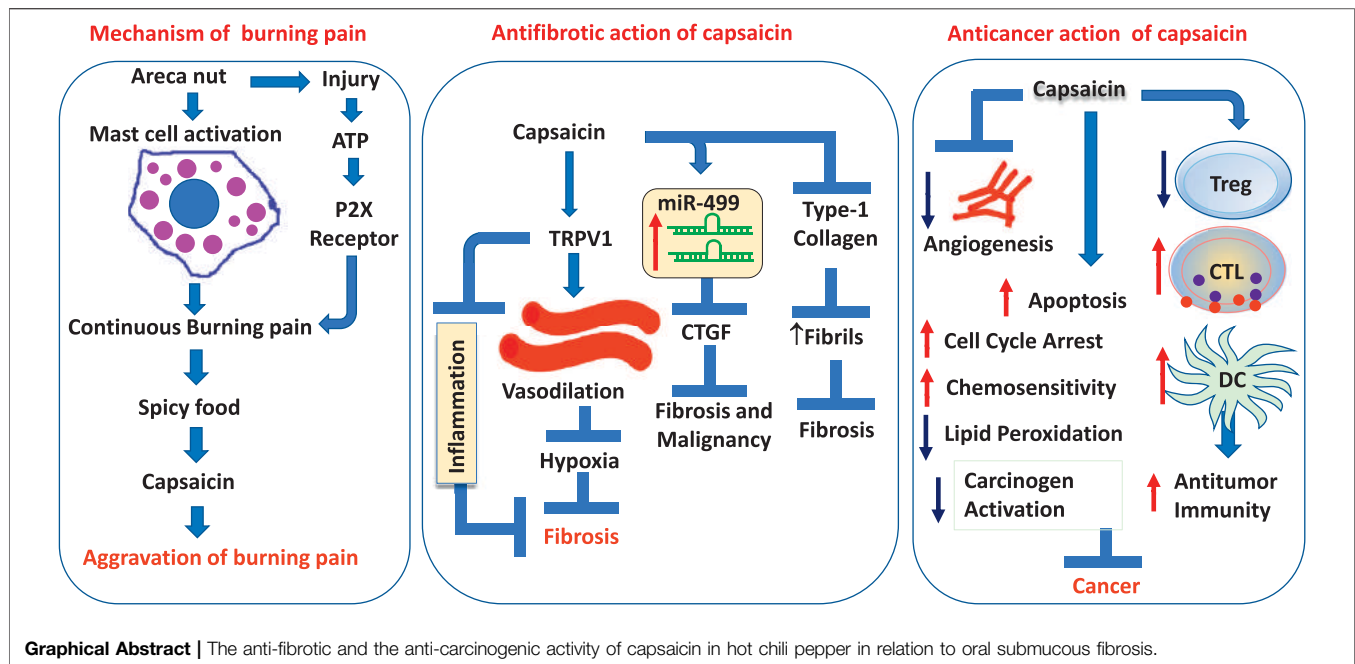 Mechanism of burning pain
Areca nut
Injury
Mast cell activation
ATP
P2X
Receptor
Continuous Burning pain
Spicy food
Capsaicin
Aggravation of burning pain
Antifibrotic action of capsaicin
Capsaicin
TRPV1
miR-499
Type-1
Collagen
Inflammation
Vasodilation
CTGF
↑Fibrils
Hypoxia
Fibrosis and
Malignancy
Fibrosis
Fibrosis
Anticancer action of capsaicin
Capsaicin
Treg
Angiogenesis
CTL
Apoptosis
Cell Cycle Arrest
Chemosensitivity
DC
Lipid Peroxidation
Carcinogen
Activation
Antitumor
Immunity
Cancer
Graphical Abstract | The anti-fibrotic and the anti-carcinogenic activity of capsaicin in hot chili pepper in relation to oral submucous fibrosis.